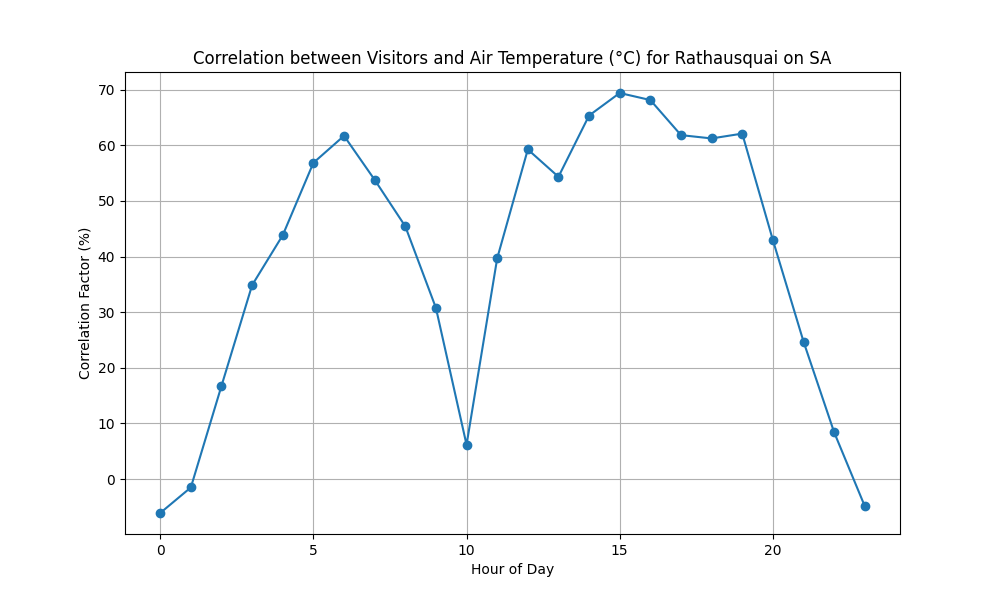 Correlation between Visitors and Air Temperature (°C) for Rathausquai on SA
Correlation Factor (%)
70
60
50
40
30
20
10
0
0 5 10 15 20
Hour of Day